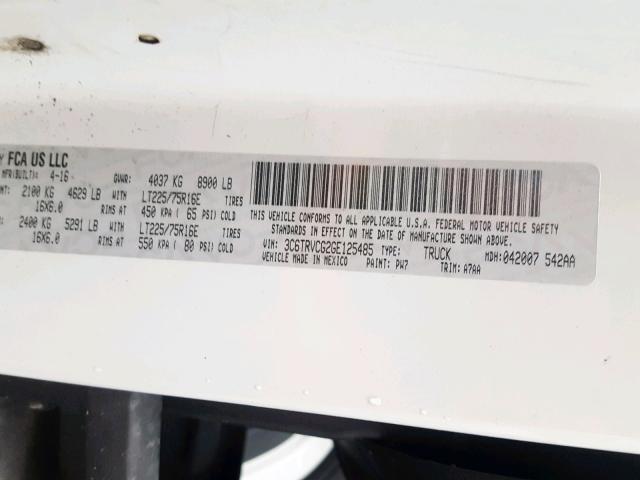 FCA US LLC
MFR(BUILT): 4-16 GVWR: 4037 KG 8900 LB
2100 KG 4629 LB WITH LT225/75R16E TIRES
16X6.0 RIMS AT 450 KPA ( 65 PSI) COLD
2400 KG 5291 LB WITH LT225/75R16E TIRES
16X6.0 RIMS AT 550 KPA ( 80 PSI) COLD
THIS VEHICLE CONFORMS TO ALL APPLICABLE U.S.A. FEDERAL MOTOR VEHICLE SAFETY
STANDARDS IN EFFECT ON THE DATE OF MANUFACTURE SHOWN ABOVE.
VIN: 3C6TRVCG2GE125485 TYPE: TRUCK MDH: 042007 542AA
VEHICLE MADE IN MEXICO PAINT: PW7 TRIM: A7AA